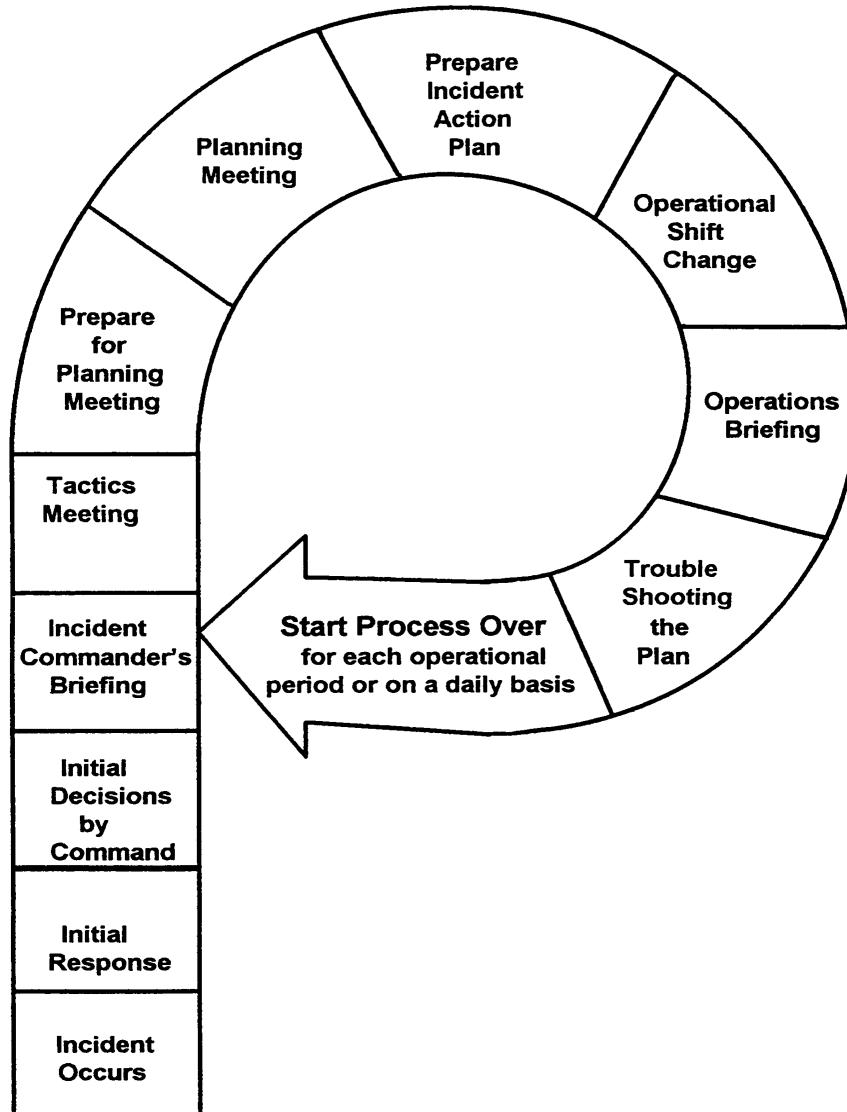 Prepare
Incident
Action
Plan
Planning
Meeting
Operational
Shift
Change
Prepare
for
Planning
Meeting
Operations
Briefing
Tactics
Meeting
Trouble
Shooting
the
Plan
Start Process Over
for each operational
period or on a daily basis
Incident
Commander's
Briefing
Initial
Decisions
by
Command
Initial
Response
Incident
Occurs